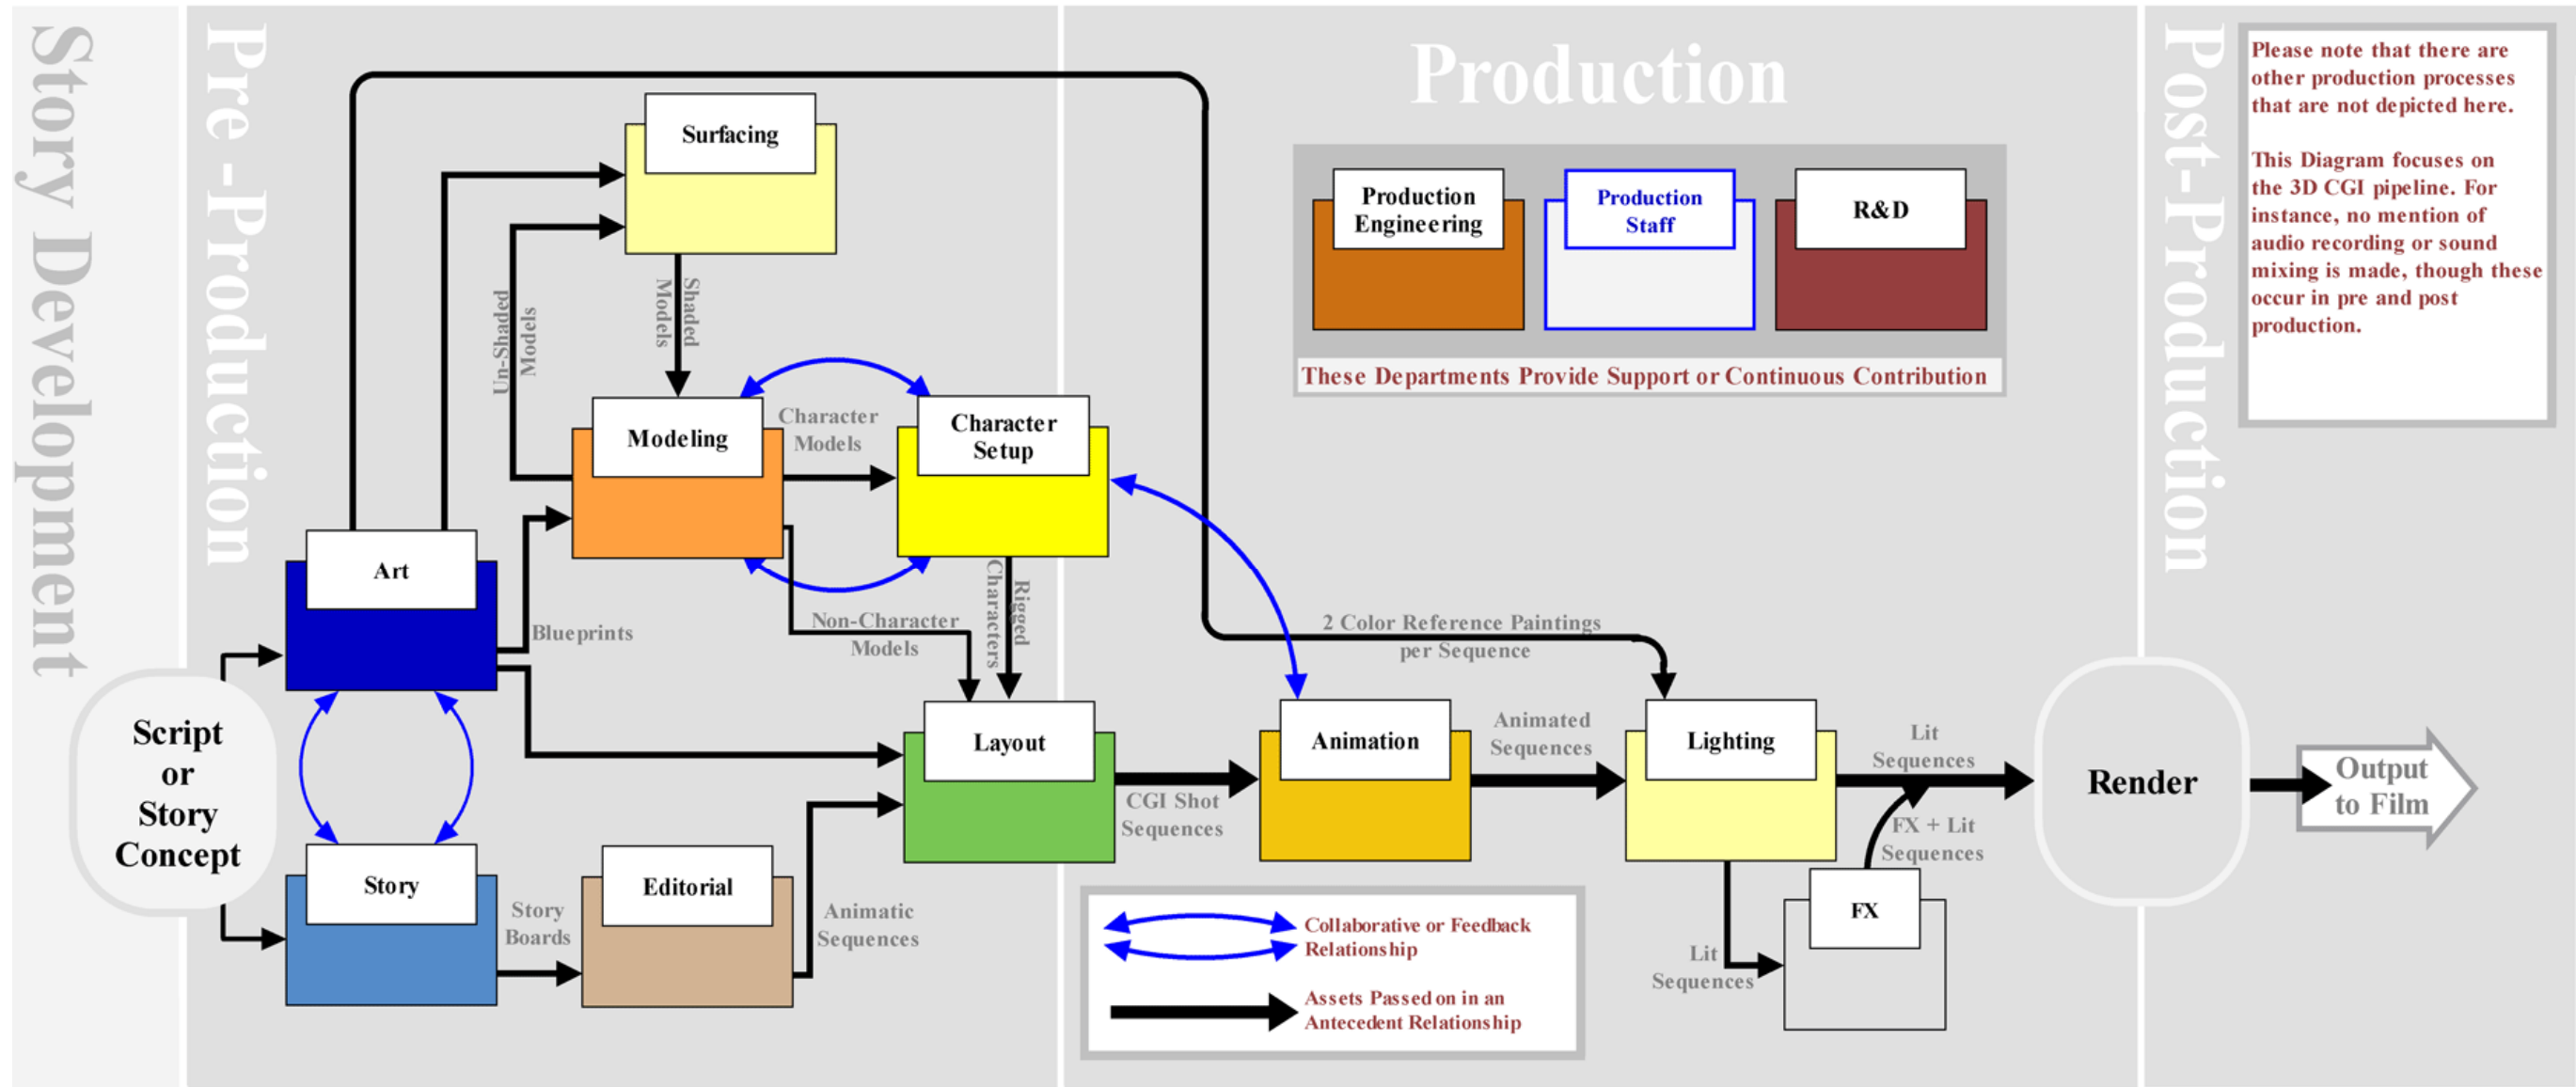 Story Development
Pre -Production
Production
Post-Production
Please note that there are
other production processes
that are not depicted here.
This Diagram focuses on
the 3D CGI pipeline. For
instance, no mention of
audio recording or sound
mixing is made, though these
occur in pre and post
production.
Surfacing
Production
Engineering
Production
Staff
R&D
These Departments Provide Support or Continuous Contribution
Un-Shaded
Models
Shaded
Models
Modeling
Character
Models
Character
Setup
Art
Blueprints
Non-Character
Models
Rigged
Characters
2 Color Reference Paintings
per Sequence
Script
or
Story
Concept
Layout
CGI Shot
Sequences
Animation
Animated
Sequences
Lighting
Lit
Sequences
FX + Lit
Sequences
Render
Output
to Film
Story
Story
Boards
Editorial
Animatic
Sequences
Lit
Sequences
FX
Collaborative or Feedback
Relationship
Assets Passed on in an
Antecedent Relationship